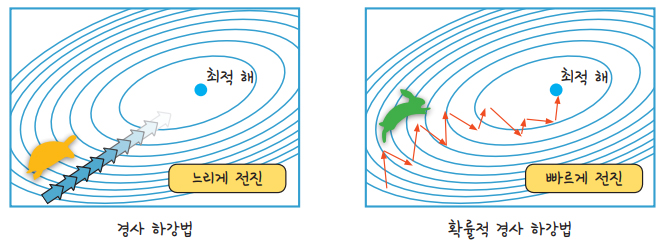 최적 해
느리게 전진
경사 하강법
최적 해
빠르게 전진
확률적 경사 하강법